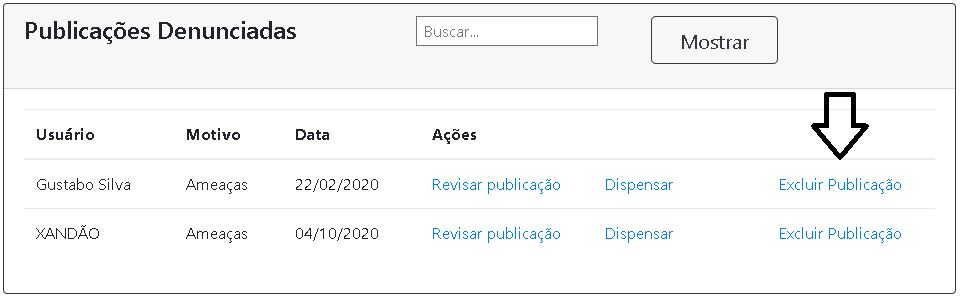 Publicações Denunciadas
Buscar...
Mostrar
Usuário Motivo Data Ações
Gustabo Silva Ameaças 22/02/2020 Revisar publicação Dispensar Excluir Publicação
XANDÃO Ameaças 04/10/2020 Revisar publicação Dispensar Excluir Publicação